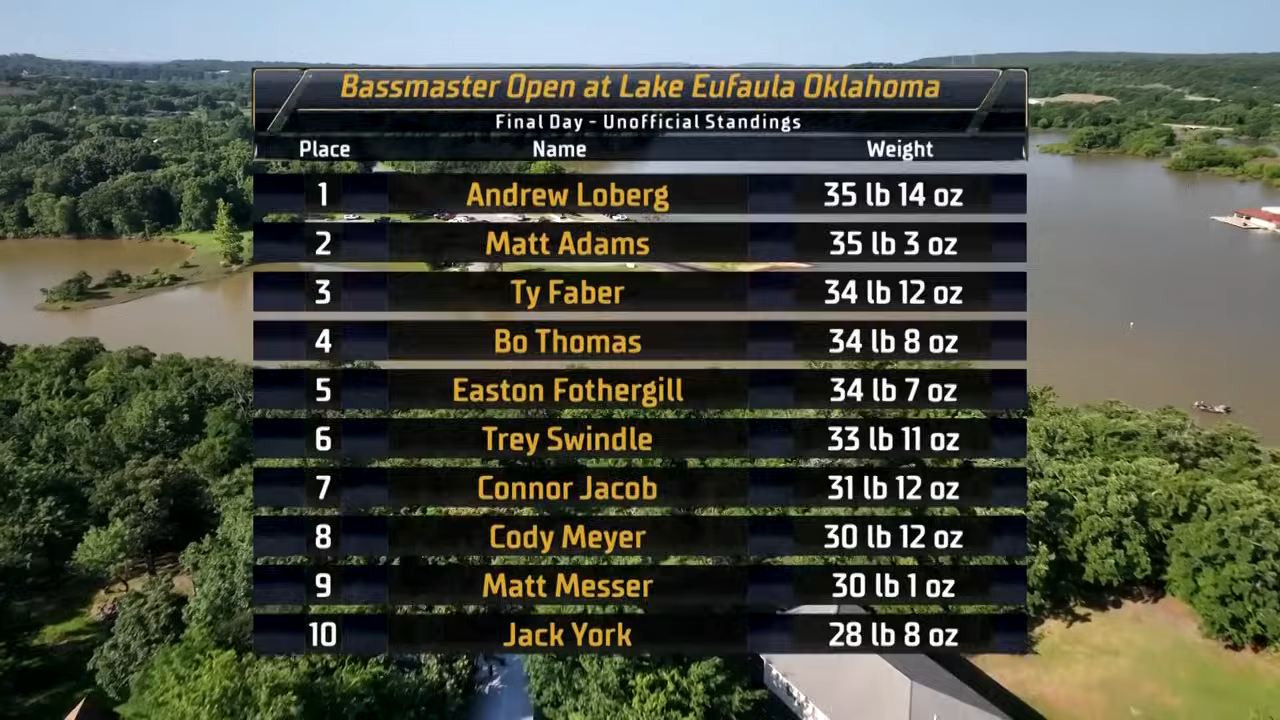 Bassmaster Open at Lake Eufaula Oklahoma
Final Day - Unofficial Standings
Place Name Weight
1 Andrew Loberg 35 lb 14 oz
2 Matt Adams 35 lb 3 oz
3 Ty Faber 34 lb 12 oz
4 Bo Thomas 34 lb 8 oz
5 Easton Fothergill 34 lb 7 oz
6 Trey Swindle 33 lb 11 oz
7 Connor Jacob 31 lb 12 oz
8 Cody Meyer 30 lb 12 oz
9 Matt Messer 30 lb 1 oz
10 Jack York 28 lb 8 oz